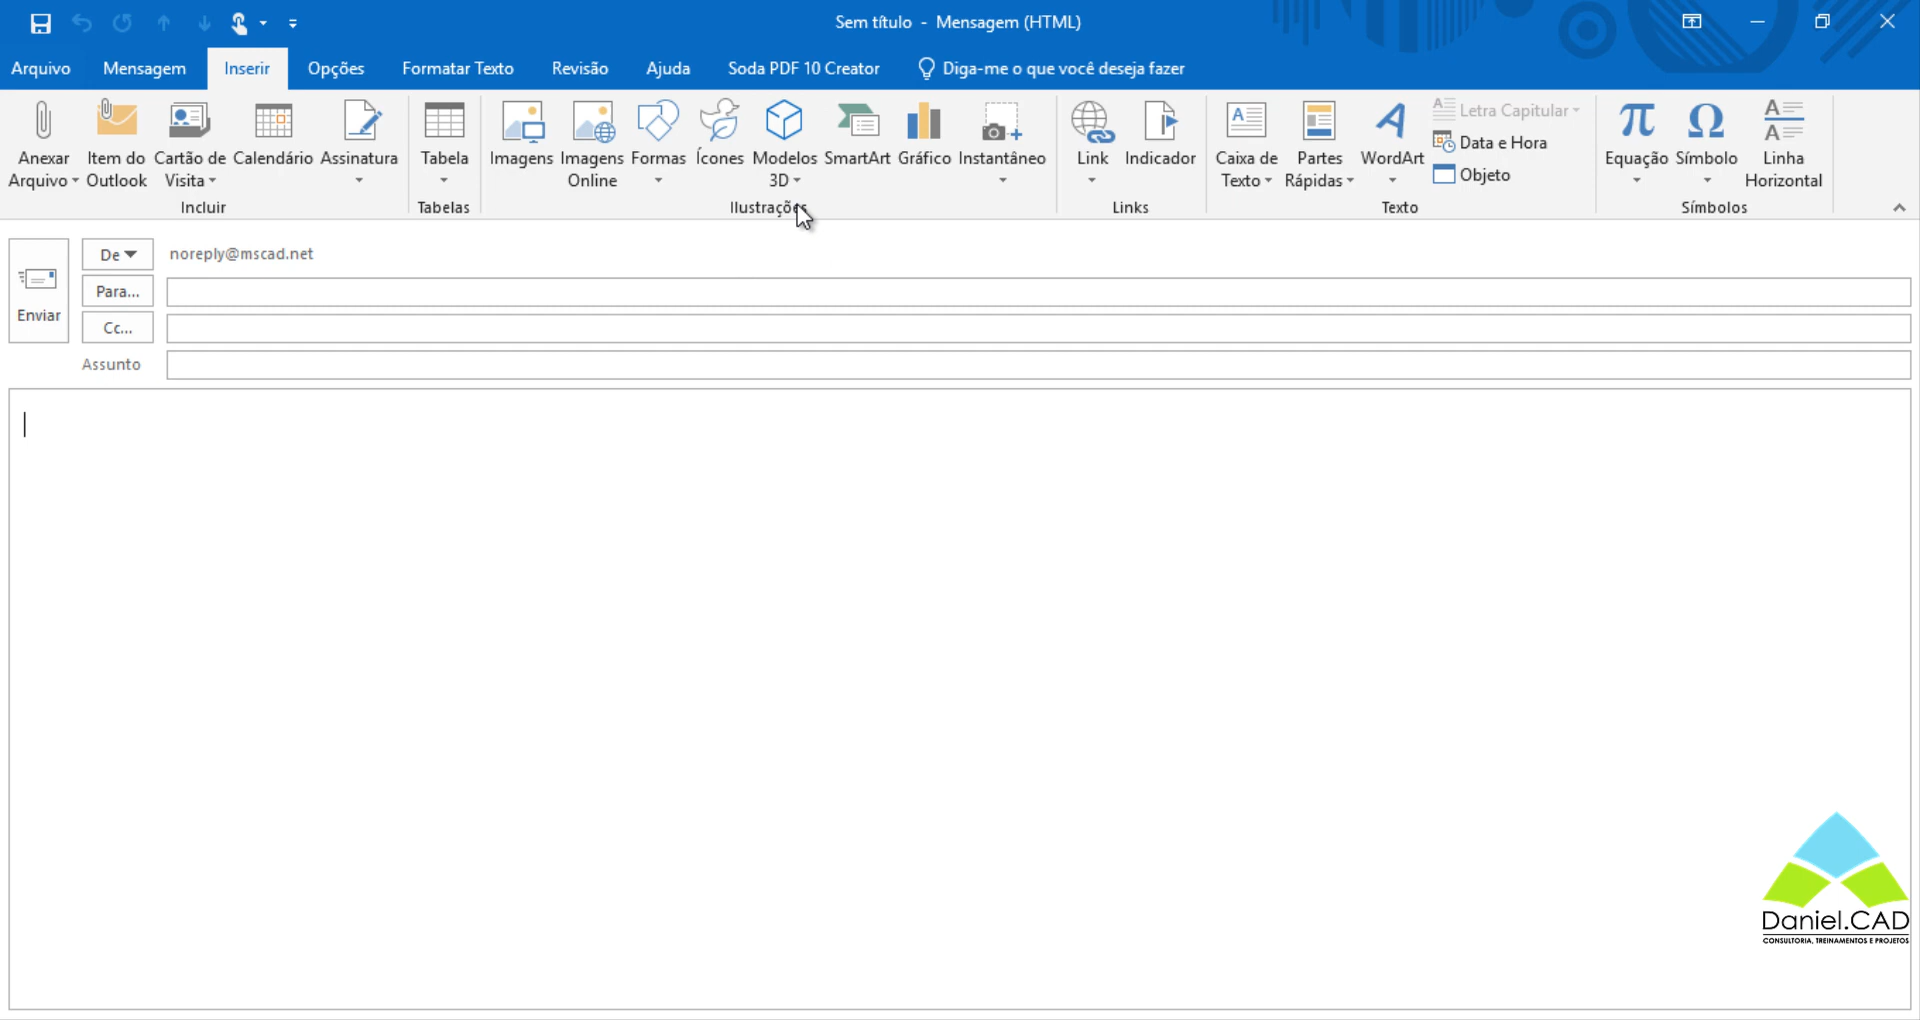 Sem título - Mensagem (HTML)
Arquivo Mensagem Inserir Opções Formatar Texto Revisão Ajuda Soda PDF 10 Creator Diga-me o que você deseja fazer
Anexar Arquivo
Item do Outlook
Cartão de Visita
Calendário
Assinatura
Incluir
Tabela
Tabelas
Imagens
Imagens Online
Formas
Ícones
Modelos 3D
SmartArt
Gráfico
Instantâneo
Ilustrações
Link
Indicador
Links
Caixa de Texto
Partes Rápidas
WordArt
Letra Capitular
Data e Hora
Objeto
Texto
Equação
Símbolo
Linha Horizontal
Símbolos
Enviar
De noreply@mscad.net
Para...
Cc...
Assunto
Daniel.CAD
CONSULTORIA, TREINAMENTOS E PROJETOS